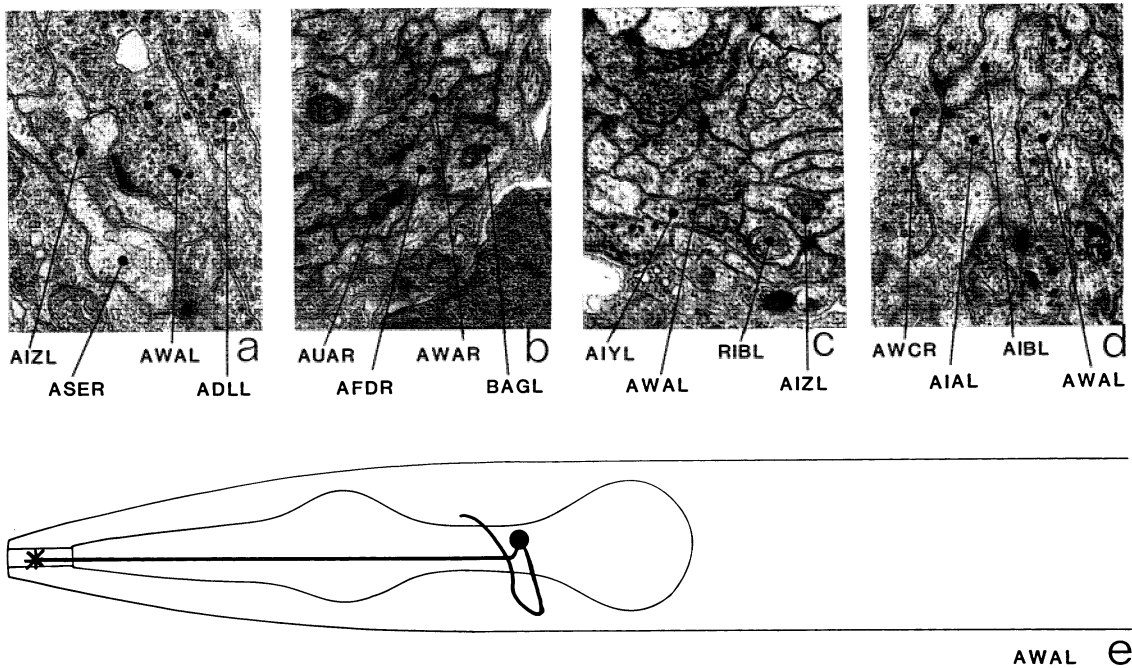 AIZL AWAL a
ASER ADLL
AUAR AWAR b
AFDR BAGL
AIYL RIBL c
AWAL AIZL
AWCR AIBL d
AIAL AWAL
AWAL e